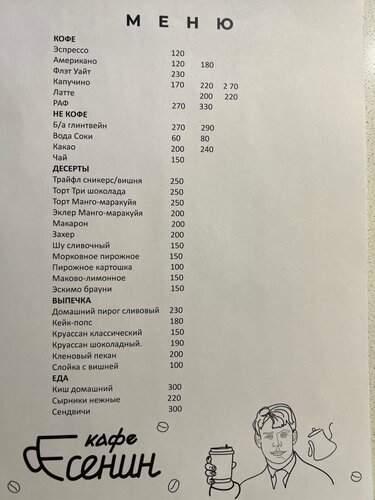 МЕНЮ
КОФЕ
Эспрессо 120
Американо 120 180
Флэт Уайт 230
Капучино 170 220 2 70
Латте 200 220
РАФ 270 330
НЕ КОФЕ
Б/а глинтвейн 270 290
Вода Соки 60 80
Какао 200 240
Чай 150
ДЕСЕРТЫ
Трайфл сникерс/вишня 250
Торт Три шоколада 250
Торт Манго-маракуйя 250
Эклер Манго-маракуйя 200
Макарон 200
Захер 200
Шу сливочный 150
Морковное пирожное 150
Пирожное картошка 100
Маково-лимонное 150
Эскимо брауни 150
ВЫПЕЧКА
Домашний пирог сливовый 230
Кейк-попс 180
Круассан классический 150
Круассан шоколадный. 190
Кленовый пекан 200
Слойка с вишней 100
ЕДА
Киш домашний 300
Сырники нежные 220
Сендвичи 300
кафе
Есенин